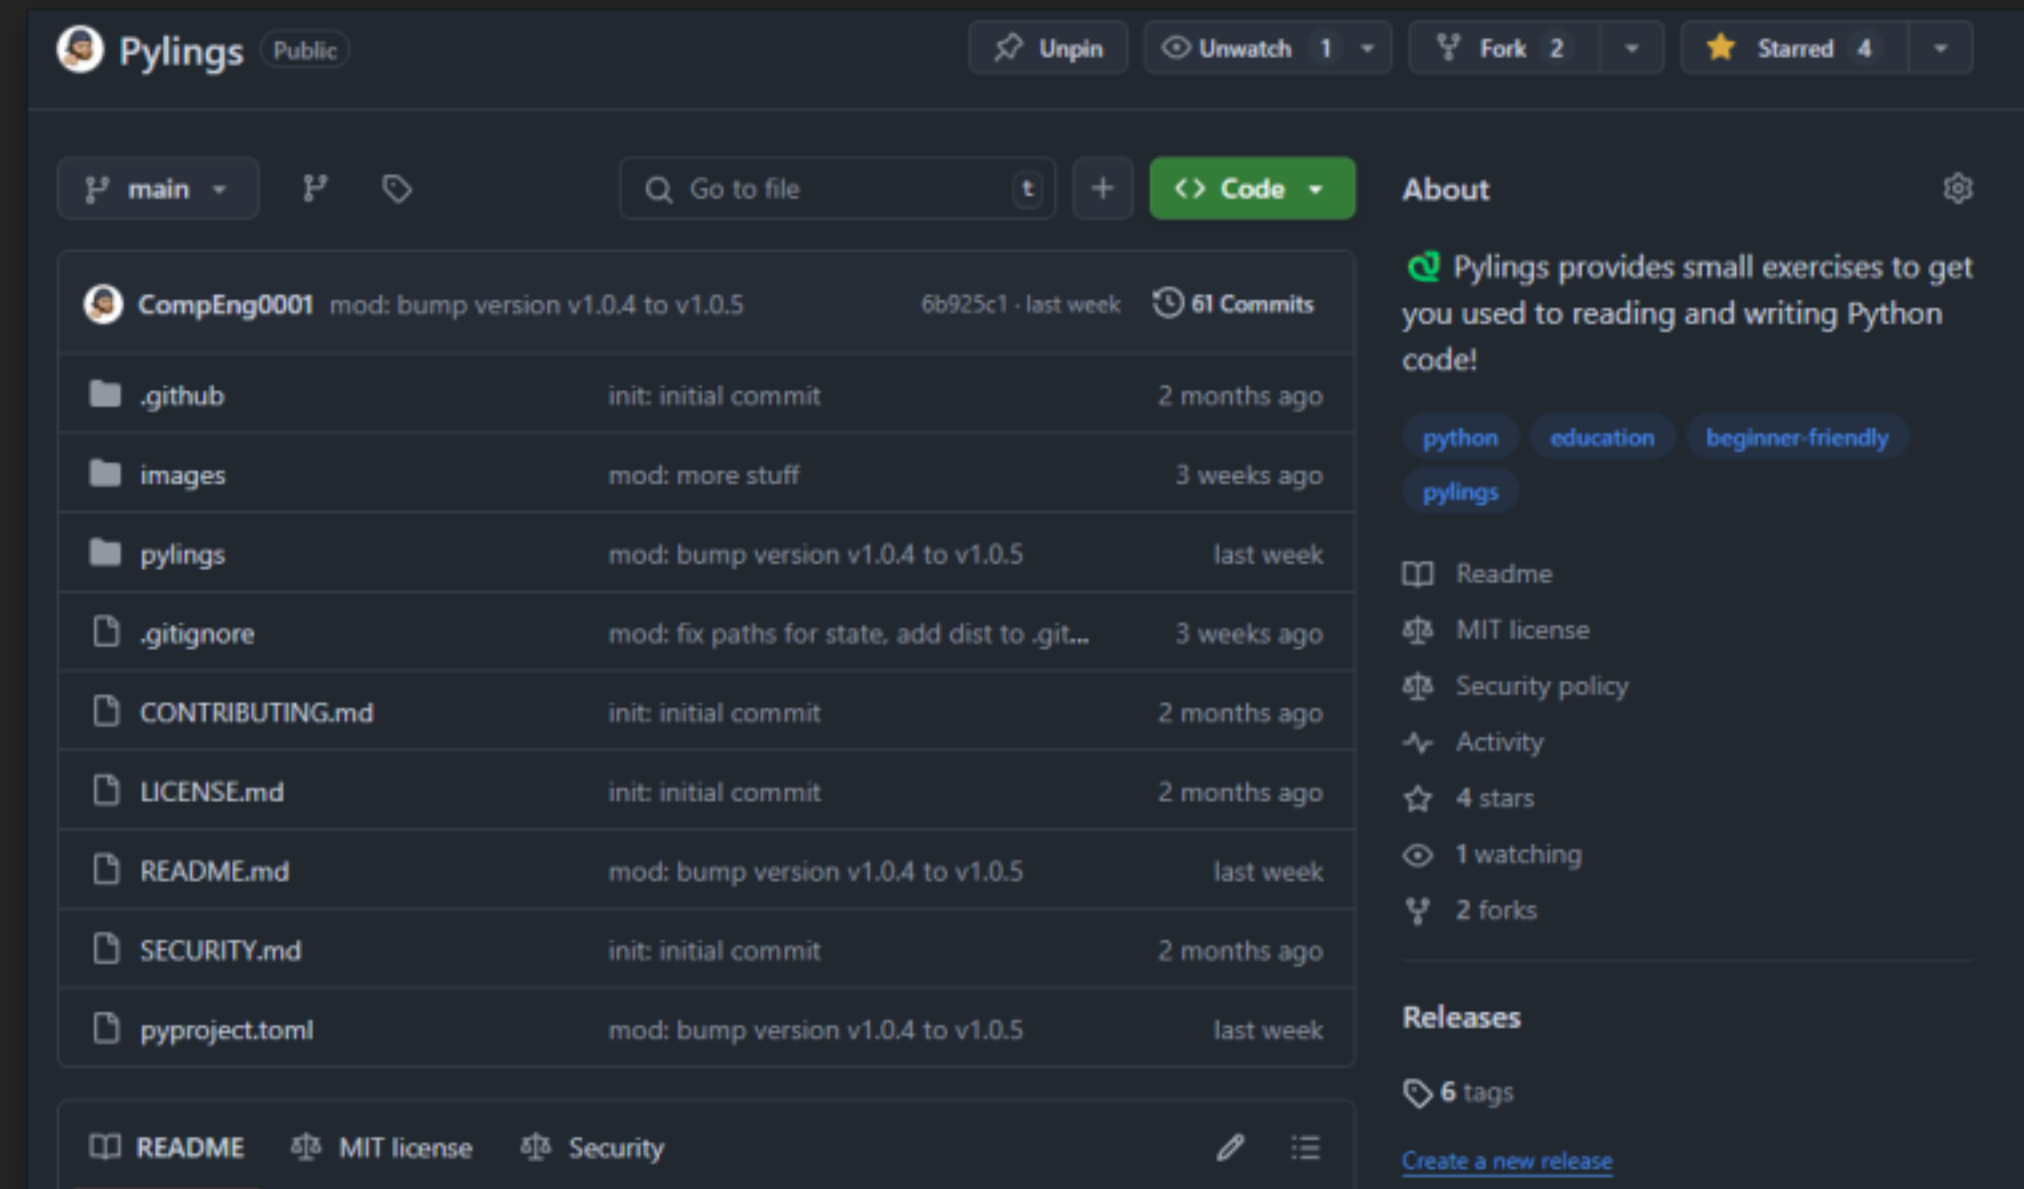 Pylings Public Unpin Unwatch 1 Fork 2 Starred 4
main Go to file t Code
CompEng0001 mod: bump version v1.0.4 to v1.0.5 6b925c1 · last week 61 Commits
.github init: initial commit 2 months ago
images mod: more stuff 3 weeks ago
pylings mod: bump version v1.0.4 to v1.0.5 last week
.gitignore mod: fix paths for state, add dist to .git... 3 weeks ago
CONTRIBUTING.md init: initial commit 2 months ago
LICENSE.md init: initial commit 2 months ago
README.md mod: bump version v1.0.4 to v1.0.5 last week
SECURITY.md init: initial commit 2 months ago
pyproject.toml mod: bump version v1.0.4 to v1.0.5 last week
README MIT license Security
About
Pylings provides small exercises to get
you used to reading and writing Python
code!
python education beginner-friendly
pylings
Readme
MIT license
Security policy
Activity
4 stars
1 watching
2 forks
Releases
6 tags
Create a new release